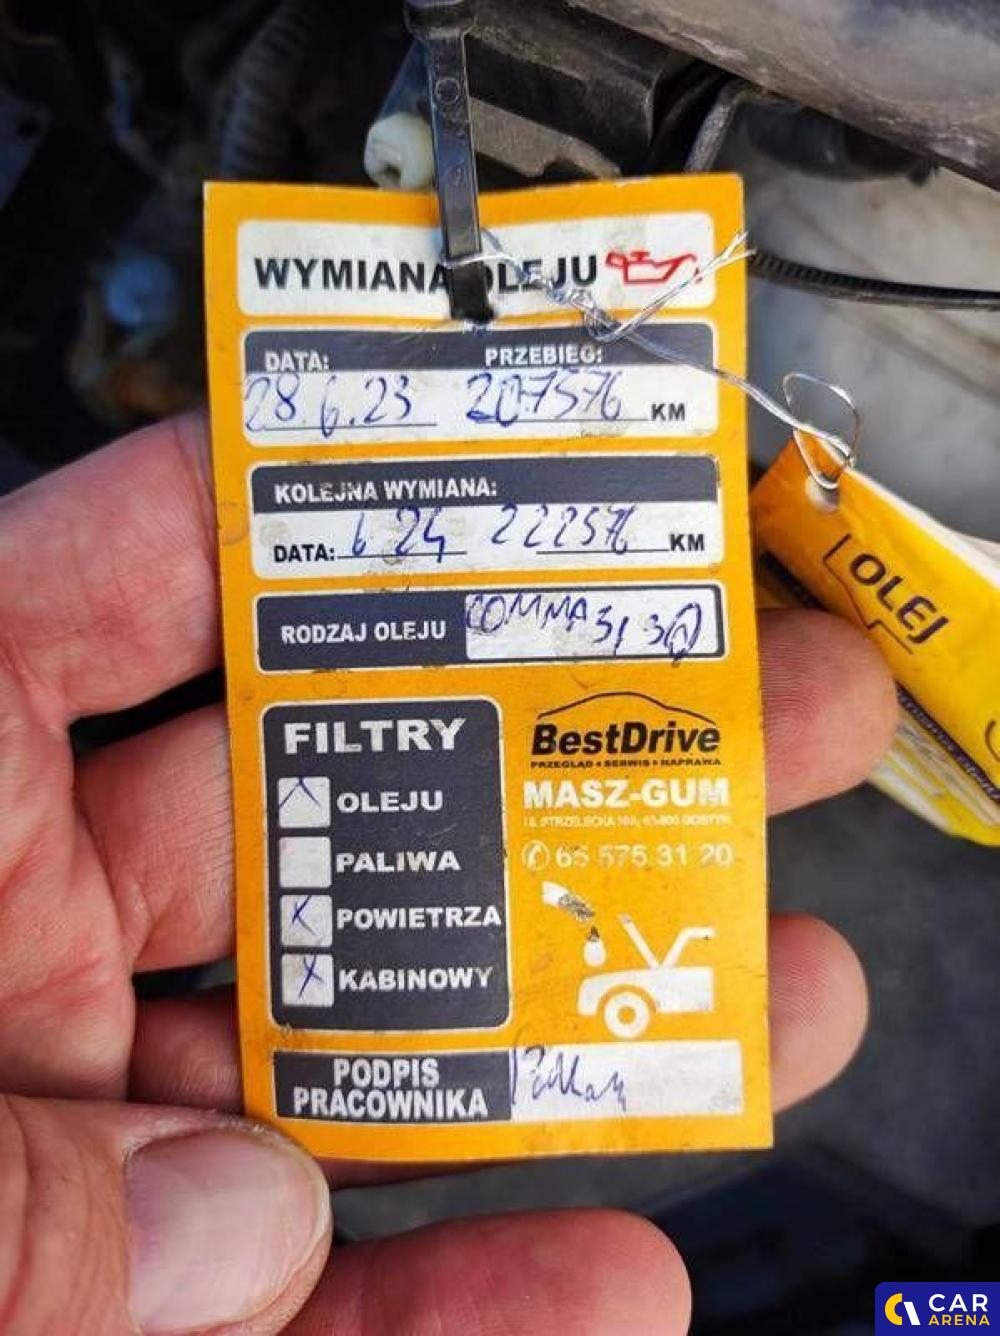 WYMIANA OLEJU
DATA: PRZEBIEG:
28.6.23 207576 KM
KOLEJNA WYMIANA:
DATA: 6 24 222576 KM
RODZAJ OLEJU COMMA
FILTRY
OLEJU
PALIWA
POWIETRZA
KABINOWY
BestDrive
PRZEGLĄD • SERWIS • NAPRAWA
MASZ-GUM
65 575 31 20
PODPIS
PRACOWNIKA
OLEJ
CAR
ARENA